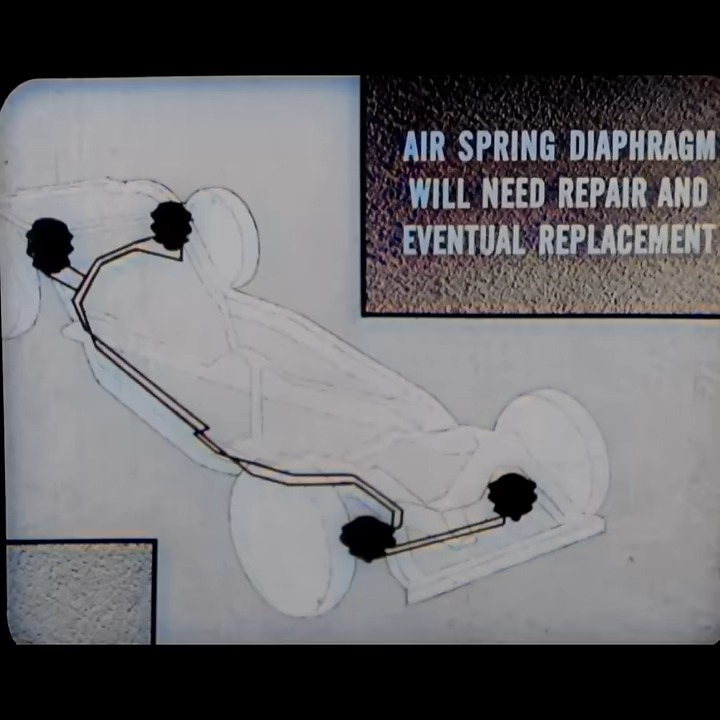 AIR SPRING DIAPHRAGM
WILL NEED REPAIR AND
EVENTUAL REPLACEMENT